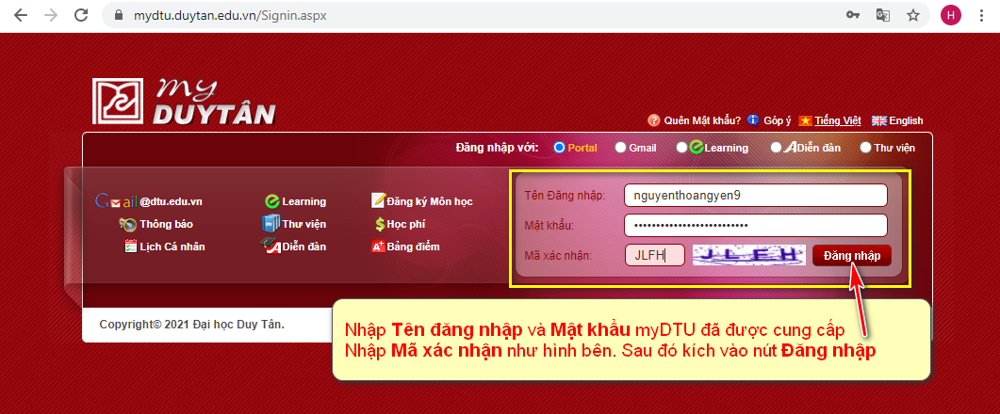 mydtu.duytan.edu.vn/Signin.aspx
H
my
DUYTÂN
Quên Mật khẩu? Góp ý Tiếng Việt English
Đăng nhập với: Portal Gmail eLearning Diễn đàn Thư viện
Gmail @dtu.edu.vn eLearning Đăng ký Môn học
Thông báo Thư viện $ Học phí
Lịch Cá nhân Diễn đàn A+ Bảng điểm
Tên Đăng nhập: nguyenthoangyen9
Mật khẩu: ••••••••••••••••••••••••••
Mã xác nhận: JLFH JLFH Đăng nhập
Copyright© 2021 Đại học Duy Tân.
Nhập Tên đăng nhập và Mật khẩu myDTU đã được cung cấp
Nhập Mã xác nhận như hình bên. Sau đó kích vào nút Đăng nhập